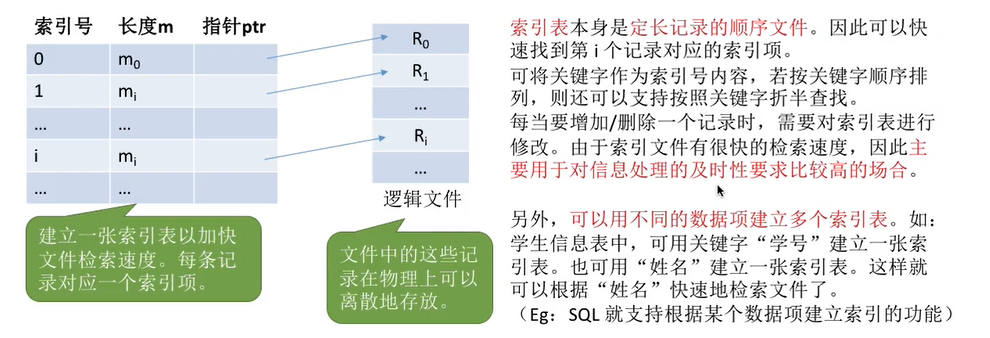 索引号 长度m 指针ptr
0 m0
1 mi
... ...
i mi
... ...
R0
R1
...
Ri
...
逻辑文件
建立一张索引表以加快
文件检索速度。每条记
录对应一个索引项。
文件中的这些记
录在物理上可以
离散地存放。
索引表本身是定长记录的顺序文件。因此可以快
速找到第 i 个记录对应的索引项。
可将关键字作为索引号内容，若按关键字顺序排
列，则还可以支持按照关键字折半查找。
每当要增加/删除一个记录时，需要对索引表进行
修改。由于索引文件有很快的检索速度，因此主
要用于对信息处理的及时性要求比较高的场合。
另外，可以用不同的数据项建立多个索引表。如：
学生信息表中，可用关键字“学号”建立一张索
引表。也可用“姓名”建立一张索引表。这样就
可以根据“姓名”快速地检索文件了。
（Eg：SQL 就支持根据某个数据项建立索引的功能）